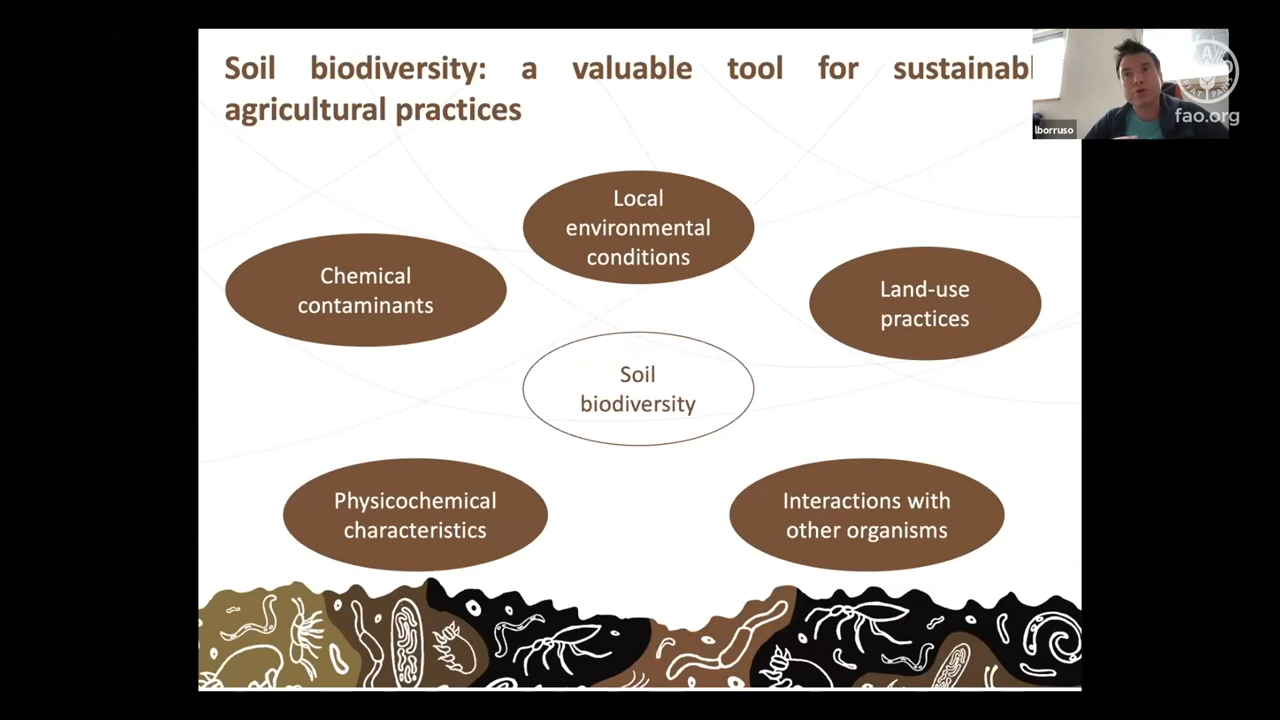 Soil biodiversity: a valuable tool for sustainabl
agricultural practices
lborruso
fao.org
Local
environmental
conditions
Chemical
contaminants
Land-use
practices
Soil
biodiversity
Physicochemical
characteristics
Interactions with
other organisms